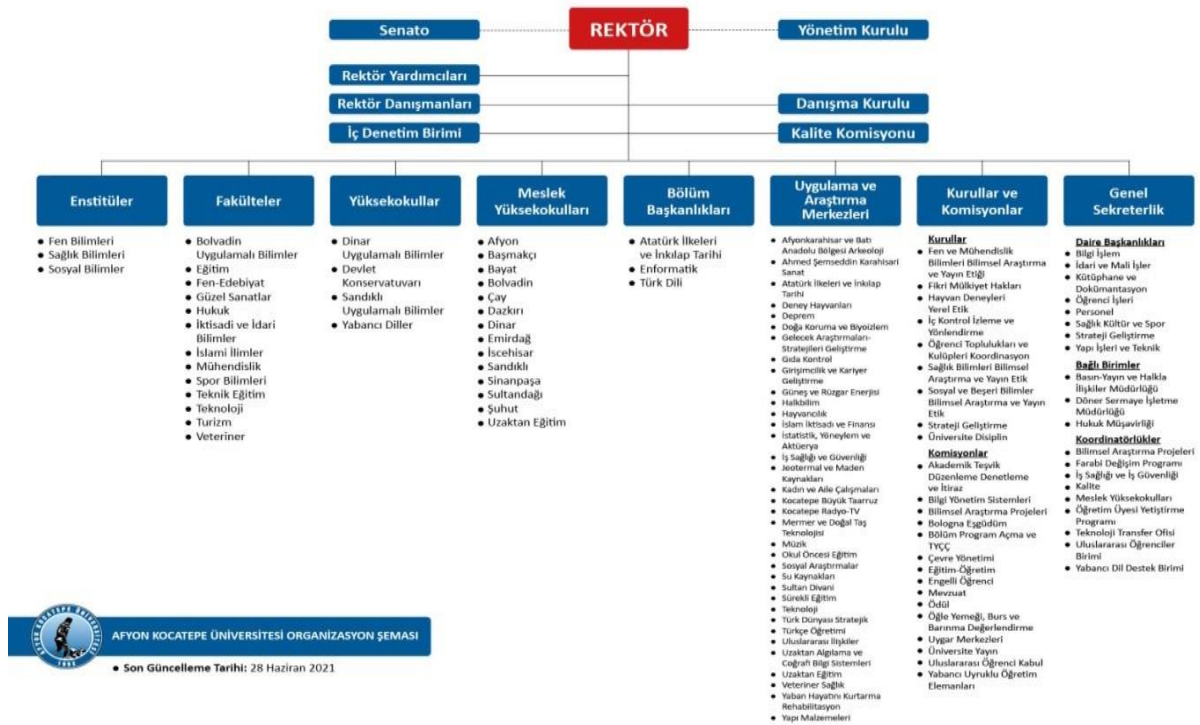 Senato
REKTÖR
Yönetim Kurulu
Rektör Yardımcıları
Rektör Danışmanları
Danışma Kurulu
İç Denetim Birimi
Kalite Komisyonu
Enstitüler
• Fen Bilimleri
• Sağlık Bilimleri
• Sosyal Bilimler
Fakülteler
• Bolvadin
Uygulamalı Bilimler
• Eğitim
• Fen-Edebiyat
• Güzel Sanatlar
• Hukuk
• İktisadi ve İdari
Bilimler
• İslami İlimler
• Mühendislik
• Spor Bilimleri
• Teknik Eğitim
• Teknoloji
• Turizm
• Veteriner
Yüksekokullar
• Dinar
Uygulamalı Bilimler
• Devlet
Konservatuvarı
• Sandıklı
Uygulamalı Bilimler
• Yabancı Diller
Meslek
Yüksekokulları
• Afyon
• Başmakçı
• Bayat
• Bolvadin
• Çay
• Dazkırı
• Dinar
• Emirdağ
• İscehisar
• Sandıklı
• Sinanpaşa
• Sultandağı
• Şuhut
• Uzaktan Eğitim
Bölüm
Başkanlıkları
• Atatürk İlkeleri
ve İnkılap Tarihi
• Enformatik
• Türk Dili
Uygulama ve
Araştırma
Merkezleri
• Afyonkarahisar ve Batı
Anadolu Bölgesi Arkeoloji
• Ahmed Şemseddin Karahisari
Sanat
• Atatürk İlkeleri ve İnkılap
Tarihi
• Deney Hayvanları
• Deprem
• Doğa Koruma ve Biyoizlem
• Gelecek Araştırmaları-
Stratejileri Geliştirme
• Gıda Kontrol
• Girişimcilik ve Kariyer
Geliştirme
• Güneş ve Rüzgar Enerjisi
• Halkbilim
• Hayvancılık
• İslam İktisadı ve Finansı
• İstatistik, Yöneylem ve
Aktüerya
• İş Sağlığı ve Güvenliği
• Jeotermal ve Maden
Kaynakları
• Kadın ve Aile Çalışmaları
• Kocatepe Büyük Taarruz
• Kocatepe Radyo-TV
• Mermer ve Doğal Taş
Teknolojisi
• Müzik
• Okul Öncesi Eğitim
• Sosyal Araştırmalar
• Su Kaynakları
• Sultan Divani
• Sürekli Eğitim
• Teknoloji
• Türk Dünyası Stratejik
• Türkçe Öğretimi
• Uluslararası İlişkiler
• Uzaktan Algılama ve
Coğrafi Bilgi Sistemleri
• Uzaktan Eğitim
• Veteriner Sağlık
• Yaban Hayatını Kurtarma
Rehabilitasyon
• Yapı Malzemeleri
Kurullar ve
Komisyonlar
Kurullar
• Fen ve Mühendislik
Bilimleri Bilimsel Araştırma
ve Yayın Etiği
• Fikri Mülkiyet Hakları
• Hayvan Deneyleri
Yerel Etik
• İç Kontrol İzleme ve
Yönlendirme
• Öğrenci Toplulukları ve
Kulüpleri Koordinasyon
• Sağlık Bilimleri Bilimsel
Araştırma ve Yayın Etik
• Sosyal ve Beşeri Bilimler
Bilimsel Araştırma ve Yayın
Etik
• Strateji Geliştirme
• Üniversite Disiplin
Komisyonlar
• Akademik Teşvik
Düzenleme Denetleme
ve İtiraz
• Bilgi Yönetim Sistemleri
• Bilimsel Araştırma Projeleri
• Bologna Eşgüdüm
• Bölüm Program Açma ve
TYÇÇ
• Çevre Yönetimi
• Eğitim-Öğretim
• Engelli Öğrenci
• Mevzuat
• Ödül
• Öğle Yemeği, Burs ve
Barınma Değerlendirme
• Uygar Merkezleri
• Üniversite Yayın
• Uluslararası Öğrenci Kabul
• Yabancı Uyruklu Öğretim
Elemanları
Genel
Sekreterlik
Daire Başkanlıkları
• Bilgi İşlem
• İdari ve Mali İşler
• Kütüphane ve
Dokümantasyon
• Öğrenci İşleri
• Personel
• Sağlık Kültür ve Spor
• Strateji Geliştirme
• Yapı İşleri ve Teknik
Bağlı Birimler
• Basın-Yayın ve Halkla
İlişkiler Müdürlüğü
• Döner Sermaye İşletme
Müdürlüğü
• Hukuk Müşavirliği
Koordinatörlükler
• Bilimsel Araştırma Projeleri
• Farabi Değişim Programı
• İş Sağlığı ve İş Güvenliği
• Kalite
• Meslek Yüksekokulları
• Öğretim Üyesi Yetiştirme
Programı
• Teknoloji Transfer Ofisi
• Uluslararası Öğrenciler
Birimi
• Yabancı Dil Destek Birimi
AFYON KOCATEPE ÜNİVERSİTESİ
1992
AFYON KOCATEPE ÜNİVERSİTESİ ORGANİZASYON ŞEMASI
• Son Güncelleme Tarihi: 28 Haziran 2021